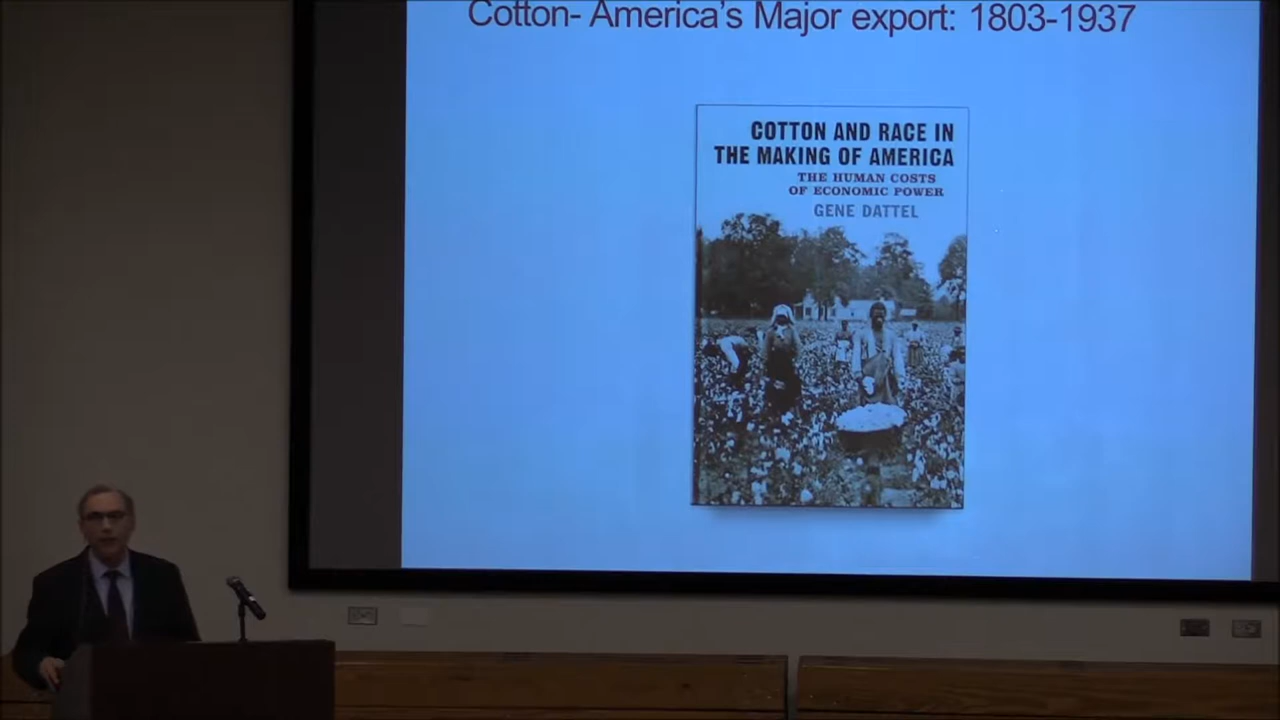 Cotton- America's Major export: 1803-1937
COTTON AND RACE IN
THE MAKING OF AMERICA
THE HUMAN COSTS
OF ECONOMIC POWER
GENE DATTEL